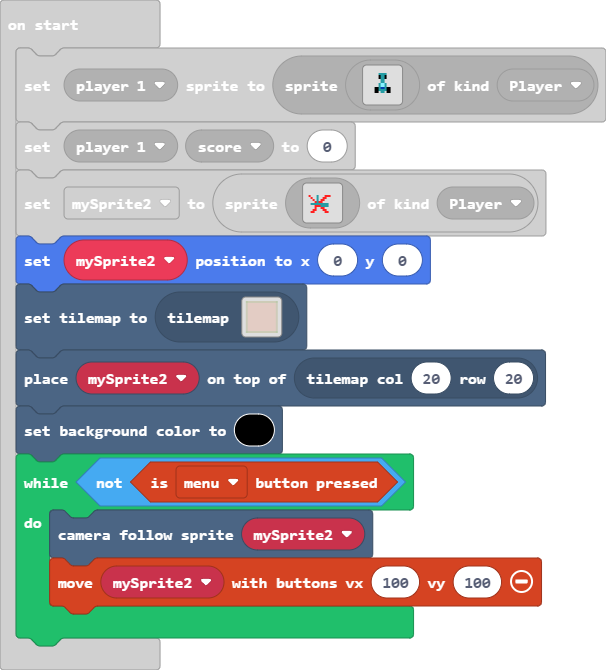 on start
set player 1 sprite to sprite of kind Player
set player 1 score to 0
set mySprite2 to sprite of kind Player
set mySprite2 position to x 0 y 0
set tilemap to tilemap
place mySprite2 on top of tilemap col 20 row 20
set background color to
while not is menu button pressed
do
camera follow sprite mySprite2
move mySprite2 with buttons vx 100 vy 100